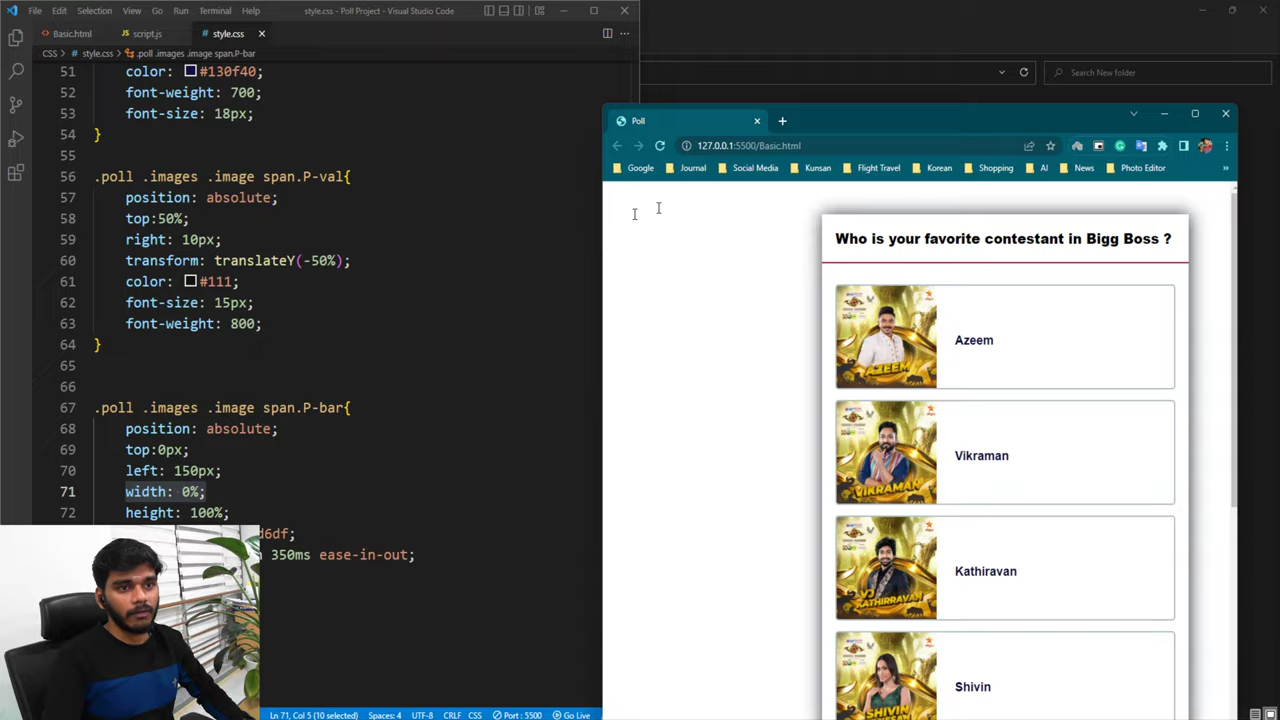 File Edit Selection View Go Run Terminal Help style.css - Poll Project - Visual Studio Code
Basic.html script.js style.css
CSS > style.css > .poll .images .image span.P-bar
51 color: #130f40;
52 font-weight: 700;
53 font-size: 18px;
54 }
55
56 .poll .images .image span.P-val{
57 position: absolute;
58 top:50%;
59 right: 10px;
60 transform: translateY(-50%);
61 color: #111;
62 font-size: 15px;
63 font-weight: 800;
64 }
65
66
67 .poll .images .image span.P-bar{
68 position: absolute;
69 top:0px;
70 left: 150px;
71 width: 0%;
72 height: 100%;
d6df;
350ms ease-in-out;
Ln 71, Col 5 (10 selected) Spaces: 4 UTF-8 CRLF CSS Port : 5500 Go Live
Search New folder
Poll
127.0.0.1:5500/Basic.html
Google Journal Social Media Kunsan Flight Travel Korean Shopping AI News Photo Editor »
Who is your favorite contestant in Bigg Boss ?
AZEEM
Azeem
VIKRAMAN
Vikraman
VJ
KATHIRRAVAN
Kathiravan
SHIVIN
Shivin